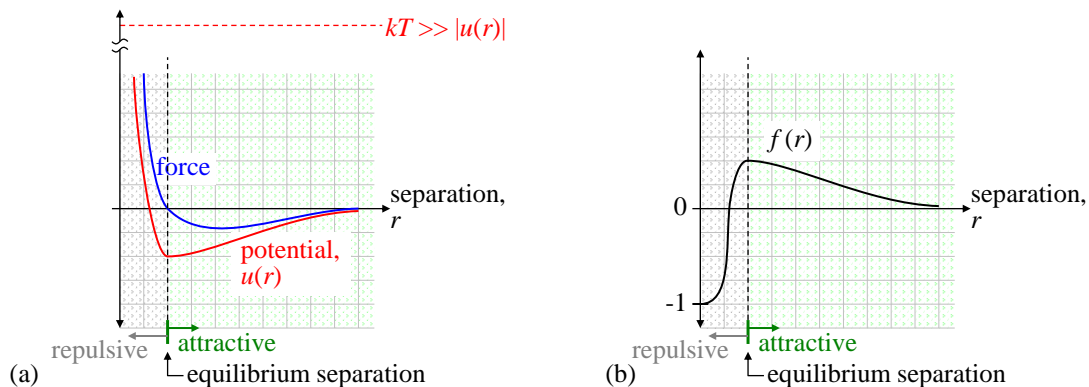 kT >> |u(r)|
force
separation,
r
potential,
u(r)
repulsive
attractive
(a)
equilibrium separation
f (r)
separation,
r
0
-1
repulsive
attractive
(b)
equilibrium separation